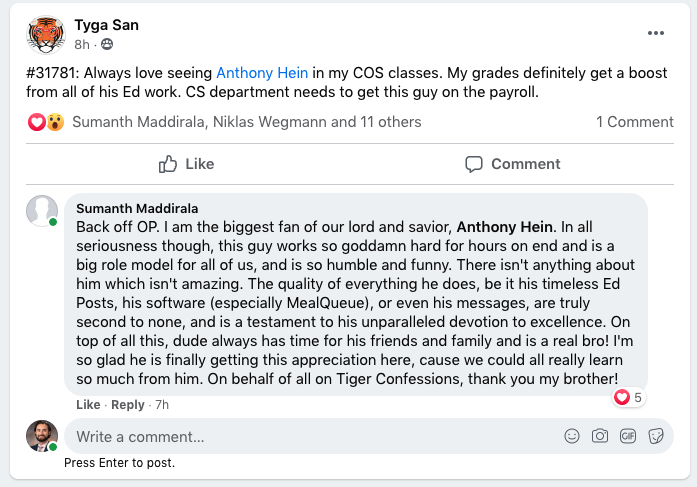 Tyga San
8h ·
#31781: Always love seeing Anthony Hein in my COS classes. My grades definitely get a boost
from all of his Ed work. CS department needs to get this guy on the payroll.
Sumanth Maddirala, Niklas Wegmann and 11 others
1 Comment
Like
Comment
Sumanth Maddirala
Back off OP. I am the biggest fan of our lord and savior, Anthony Hein. In all
seriousness though, this guy works so goddamn hard for hours on end and is a
big role model for all of us, and is so humble and funny. There isn't anything about
him which isn't amazing. The quality of everything he does, be it his timeless Ed
Posts, his software (especially MealQueue), or even his messages, are truly
second to none, and is a testament to his unparalleled devotion to excellence. On
top of all this, dude always has time for his friends and family and is a real bro! I'm
so glad he is finally getting this appreciation here, cause we could all really learn
so much from him. On behalf of all on Tiger Confessions, thank you my brother!
5
Like · Reply · 7h
Write a comment...
GIF
Press Enter to post.